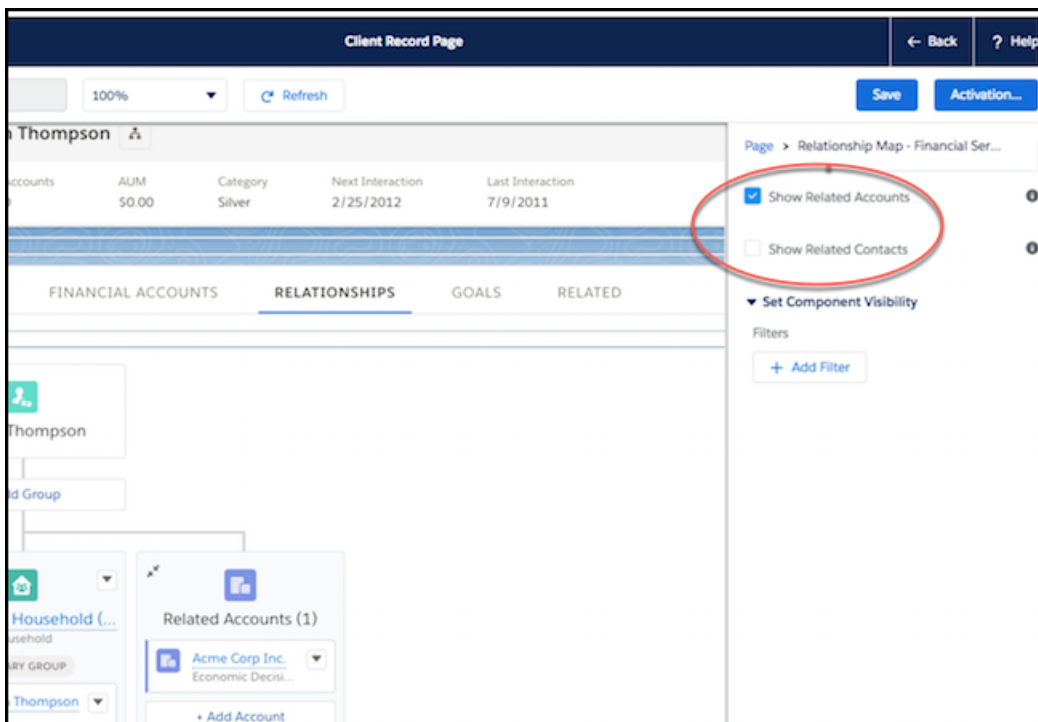 Client Record Page
← Back
? Help
100%
Refresh
Save
Activation...
Thompson
Page > Relationship Map - Financial Ser...
ccounts AUM Category Next Interaction Last Interaction
$0.00 Silver 2/25/2012 7/9/2011
Show Related Accounts
Show Related Contacts
FINANCIAL ACCOUNTS RELATIONSHIPS GOALS RELATED
Set Component Visibility
Filters
+ Add Filter
Thompson
ld Group
Household (...
usehold
ARY GROUP
Thompson
Related Accounts (1)
Acme Corp Inc.
Economic Decisi...
+ Add Account